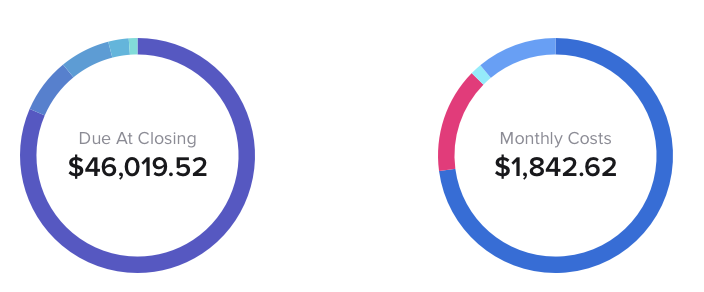 Due At Closing
$46,019.52
Monthly Costs
$1,842.62